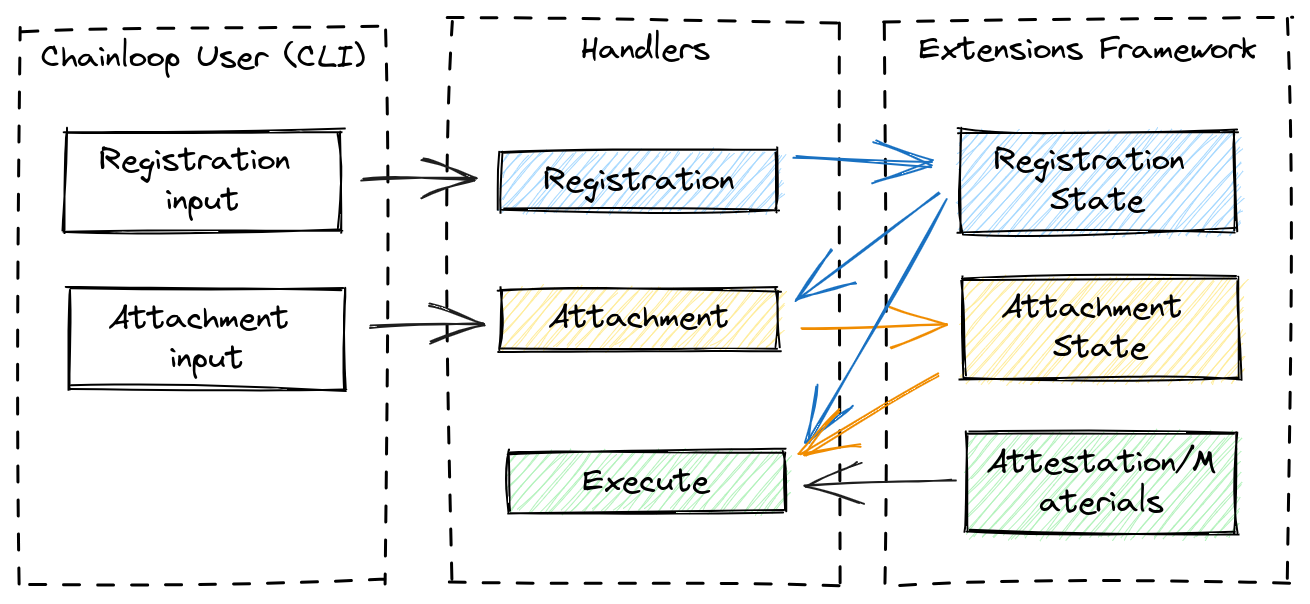 Chainloop User (CLI)
Handlers
Extensions Framework
Registration
input
Registration
Registration
State
Attachment
input
Attachment
Attachment
State
Execute
Attestation/M
aterials